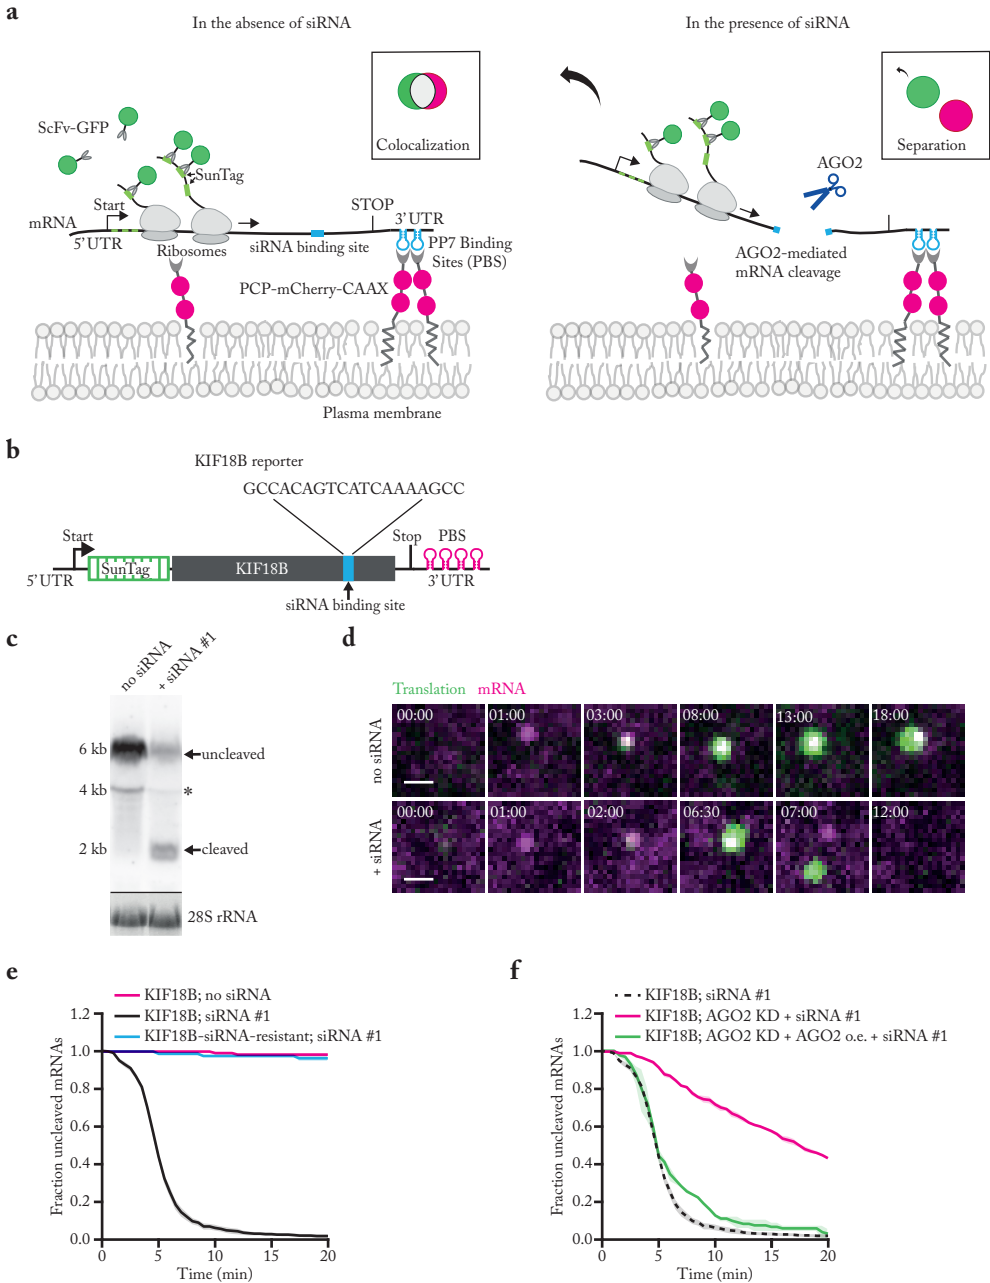 a
In the absence of siRNA
In the presence of siRNA
ScFv-GFP
Colocalization
Separation
AGO2
SunTag
Start
STOP
mRNA
3' UTR
5' UTR
Ribosomes
siRNA binding site
PP7 Binding
Sites (PBS)
AGO2-mediated
mRNA cleavage
PCP-mCherry-CAAX
Plasma membrane
b
KIF18B reporter
GCCACAGTCATCAAAAGCC
Start
Stop
PBS
SunTag
KIF18B
5' UTR
3' UTR
siRNA binding site
c
no siRNA
+ siRNA #1
6 kb
uncleaved
4 kb
*
2 kb
cleaved
28S rRNA
d
Translation mRNA
no siRNA
00:00 01:00 03:00 08:00 13:00 18:00
+ siRNA
00:00 01:00 02:00 06:30 07:00 12:00
e
KIF18B; no siRNA
KIF18B; siRNA #1
KIF18B-siRNA-resistant; siRNA #1
Fraction uncleaved mRNAs
1.2
1.0
0.8
0.6
0.4
0.2
0.0
0 5 10 15 20
Time (min)
f
KIF18B; siRNA #1
KIF18B; AGO2 KD + siRNA #1
KIF18B; AGO2 KD + AGO2 o.e. + siRNA #1
Fraction uncleaved mRNAs
1.2
1.0
0.8
0.6
0.4
0.2
0.0
0 5 10 15 20
Time (min)